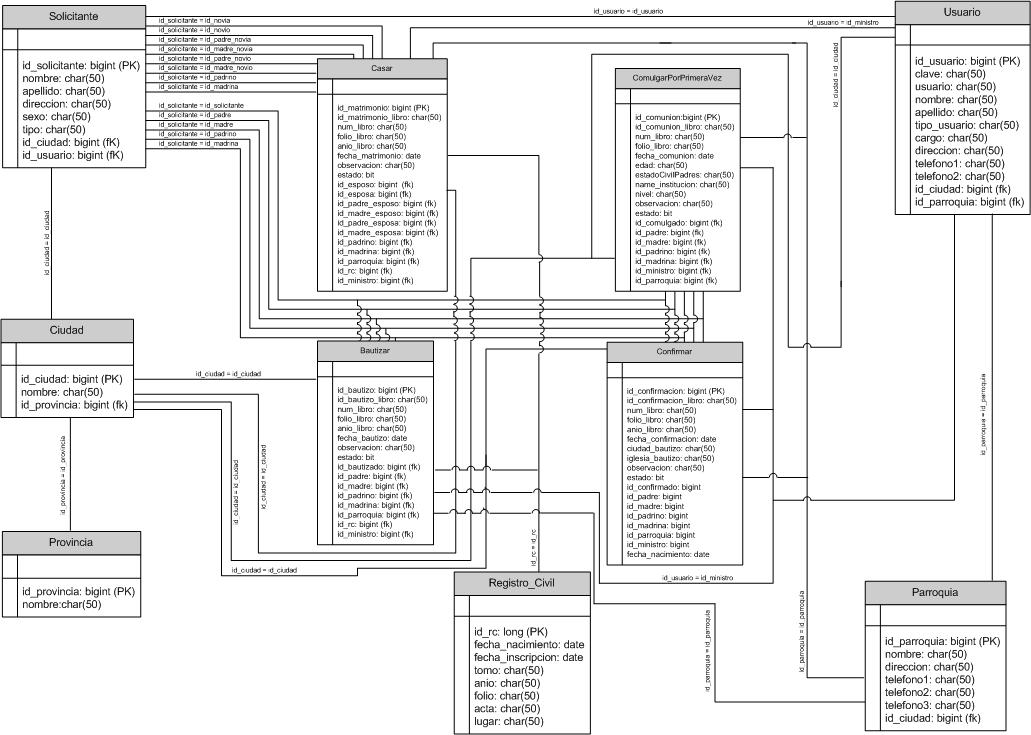 Solicitante
id_solicitante: bigint (PK)
nombre: char(50)
apellido: char(50)
direccion: char(50)
sexo: char(50)
tipo: char(50)
id_ciudad: bigint (fK)
id_usuario: bigint (fK)
id_solicitante = id_novia
id_solicitante = id_novio
id_solicitante = id_padre_novia
id_solicitante = id_madre_novia
id_solicitante = id_padre_novio
id_solicitante = id_madre_novio
id_solicitante = id_padrino
id_solicitante = id_madrina
id_solicitante = id_solicitante
id_solicitante = id_padre
id_solicitante = id_madre
id_solicitante = id_padrino
id_solicitante = id_madrina
id_usuario = id_usuario
id_usuario = id_ministro
id_ciudad = id_ciudad
Casar
id_matrimonio: bigint (PK)
id_matrimonio_libro: char(50)
num_libro: char(50)
folio_libro: char(50)
anio_libro: char(50)
fecha_matrimonio: date
observacion: char(50)
estado: bit
id_esposo: bigint (fk)
id_esposa: bigint (fk)
id_padre_esposo: bigint (fk)
id_madre_esposo: bigint (fk)
id_padre_esposa: bigint (fk)
id_madre_esposa: bigint (fk)
id_padrino: bigint (fk)
id_madrina: bigint (fk)
id_parroquia: bigint (fk)
id_rc: bigint (fk)
id_ministro: bigint (fk)
ComulgarPorPrimeraVez
id_comunion:bigint (PK)
id_comunion_libro: char(50)
num_libro: char(50)
folio_libro: char(50)
fecha_comunion: date
edad: char(50)
estadoCivilPadres: char(50)
name_institucion: char(50)
nivel: char(50)
observacion: char(50)
estado: bit
id_comulgado: bigint (fk)
id_padre: bigint (fk)
id_madre: bigint (fk)
id_padrino: bigint (fk)
id_madrina: bigint (fk)
id_ministro: bigint (fk)
id_parroquia: bigint (fk)
Usuario
id_usuario: bigint (PK)
clave: char(50)
usuario: char(50)
nombre: char(50)
apellido: char(50)
tipo_usuario: char(50)
cargo: char(50)
direccion: char(50)
telefono1: char(50)
telefono2: char(50)
id_ciudad: bigint (fk)
id_parroquia: bigint (fk)
id_ciudad = id_ciudad
Ciudad
id_ciudad: bigint (PK)
nombre: char(50)
id_provincia: bigint (fk)
id_ciudad = id_ciudad
id_provincia = id_provincia
id_ciudad = id_ciudad
id_ciudad = id_ciudad
id_ciudad = id_ciudad
Provincia
id_provincia: bigint (PK)
nombre:char(50)
Bautizar
id_bautizo: bigint (PK)
id_bautizo_libro: char(50)
num_libro: char(50)
folio_libro: char(50)
anio_libro: char(50)
fecha_bautizo: date
observacion: char(50)
estado: bit
id_bautizado: bigint (fk)
id_padre: bigint (fk)
id_madre: bigint (fk)
id_padrino: bigint (fk)
id_madrina: bigint (fk)
id_parroquia: bigint (fk)
id_rc: bigint (fk)
id_ministro: bigint (fk)
Confirmar
id_confirmacion: bigint (PK)
id_confirmacion_libro: char(50)
num_libro: char(50)
folio_libro: char(50)
anio_libro: char(50)
fecha_confirmacion: date
ciudad_bautizo: char(50)
iglesia_bautizo: char(50)
observacion: char(50)
estado: bit
id_confirmado: bigint
id_padre: bigint
id_madre: bigint
id_padrino: bigint
id_madrina: bigint
id_parroquia: bigint
id_ministro: bigint
fecha_nacimiento: date
id_rc = id_rc
id_usuario = id_ministro
id_parroquia = id_parroquia
id_parroquia = id_parroquia
id_parroquia = id_parroquia
Registro_Civil
id_rc: long (PK)
fecha_nacimiento: date
fecha_inscripcion: date
tomo: char(50)
anio: char(50)
folio: char(50)
acta: char(50)
lugar: char(50)
Parroquia
id_parroquia: bigint (PK)
nombre: char(50)
direccion: char(50)
telefono1: char(50)
telefono2: char(50)
telefono3: char(50)
id_ciudad: bigint (fk)